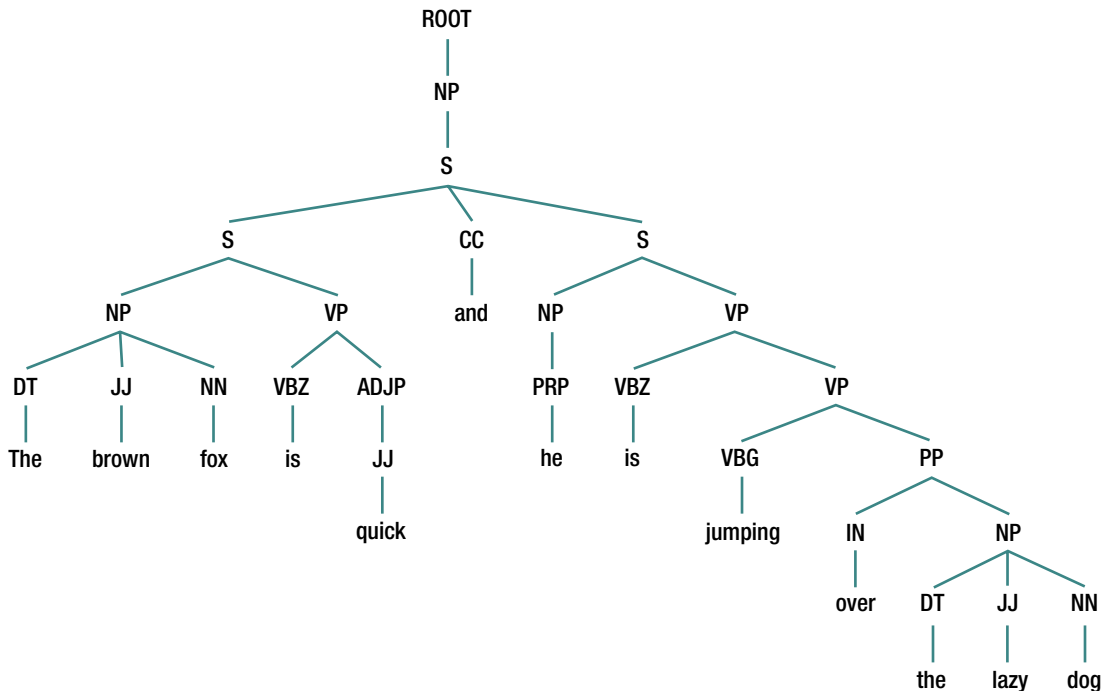 ROOT
NP
S
S CC S
NP VP and NP VP
DT JJ NN VBZ ADJP PRP VBZ VP
The brown fox is JJ he is VBG PP
quick jumping IN NP
over DT JJ NN
the lazy dog